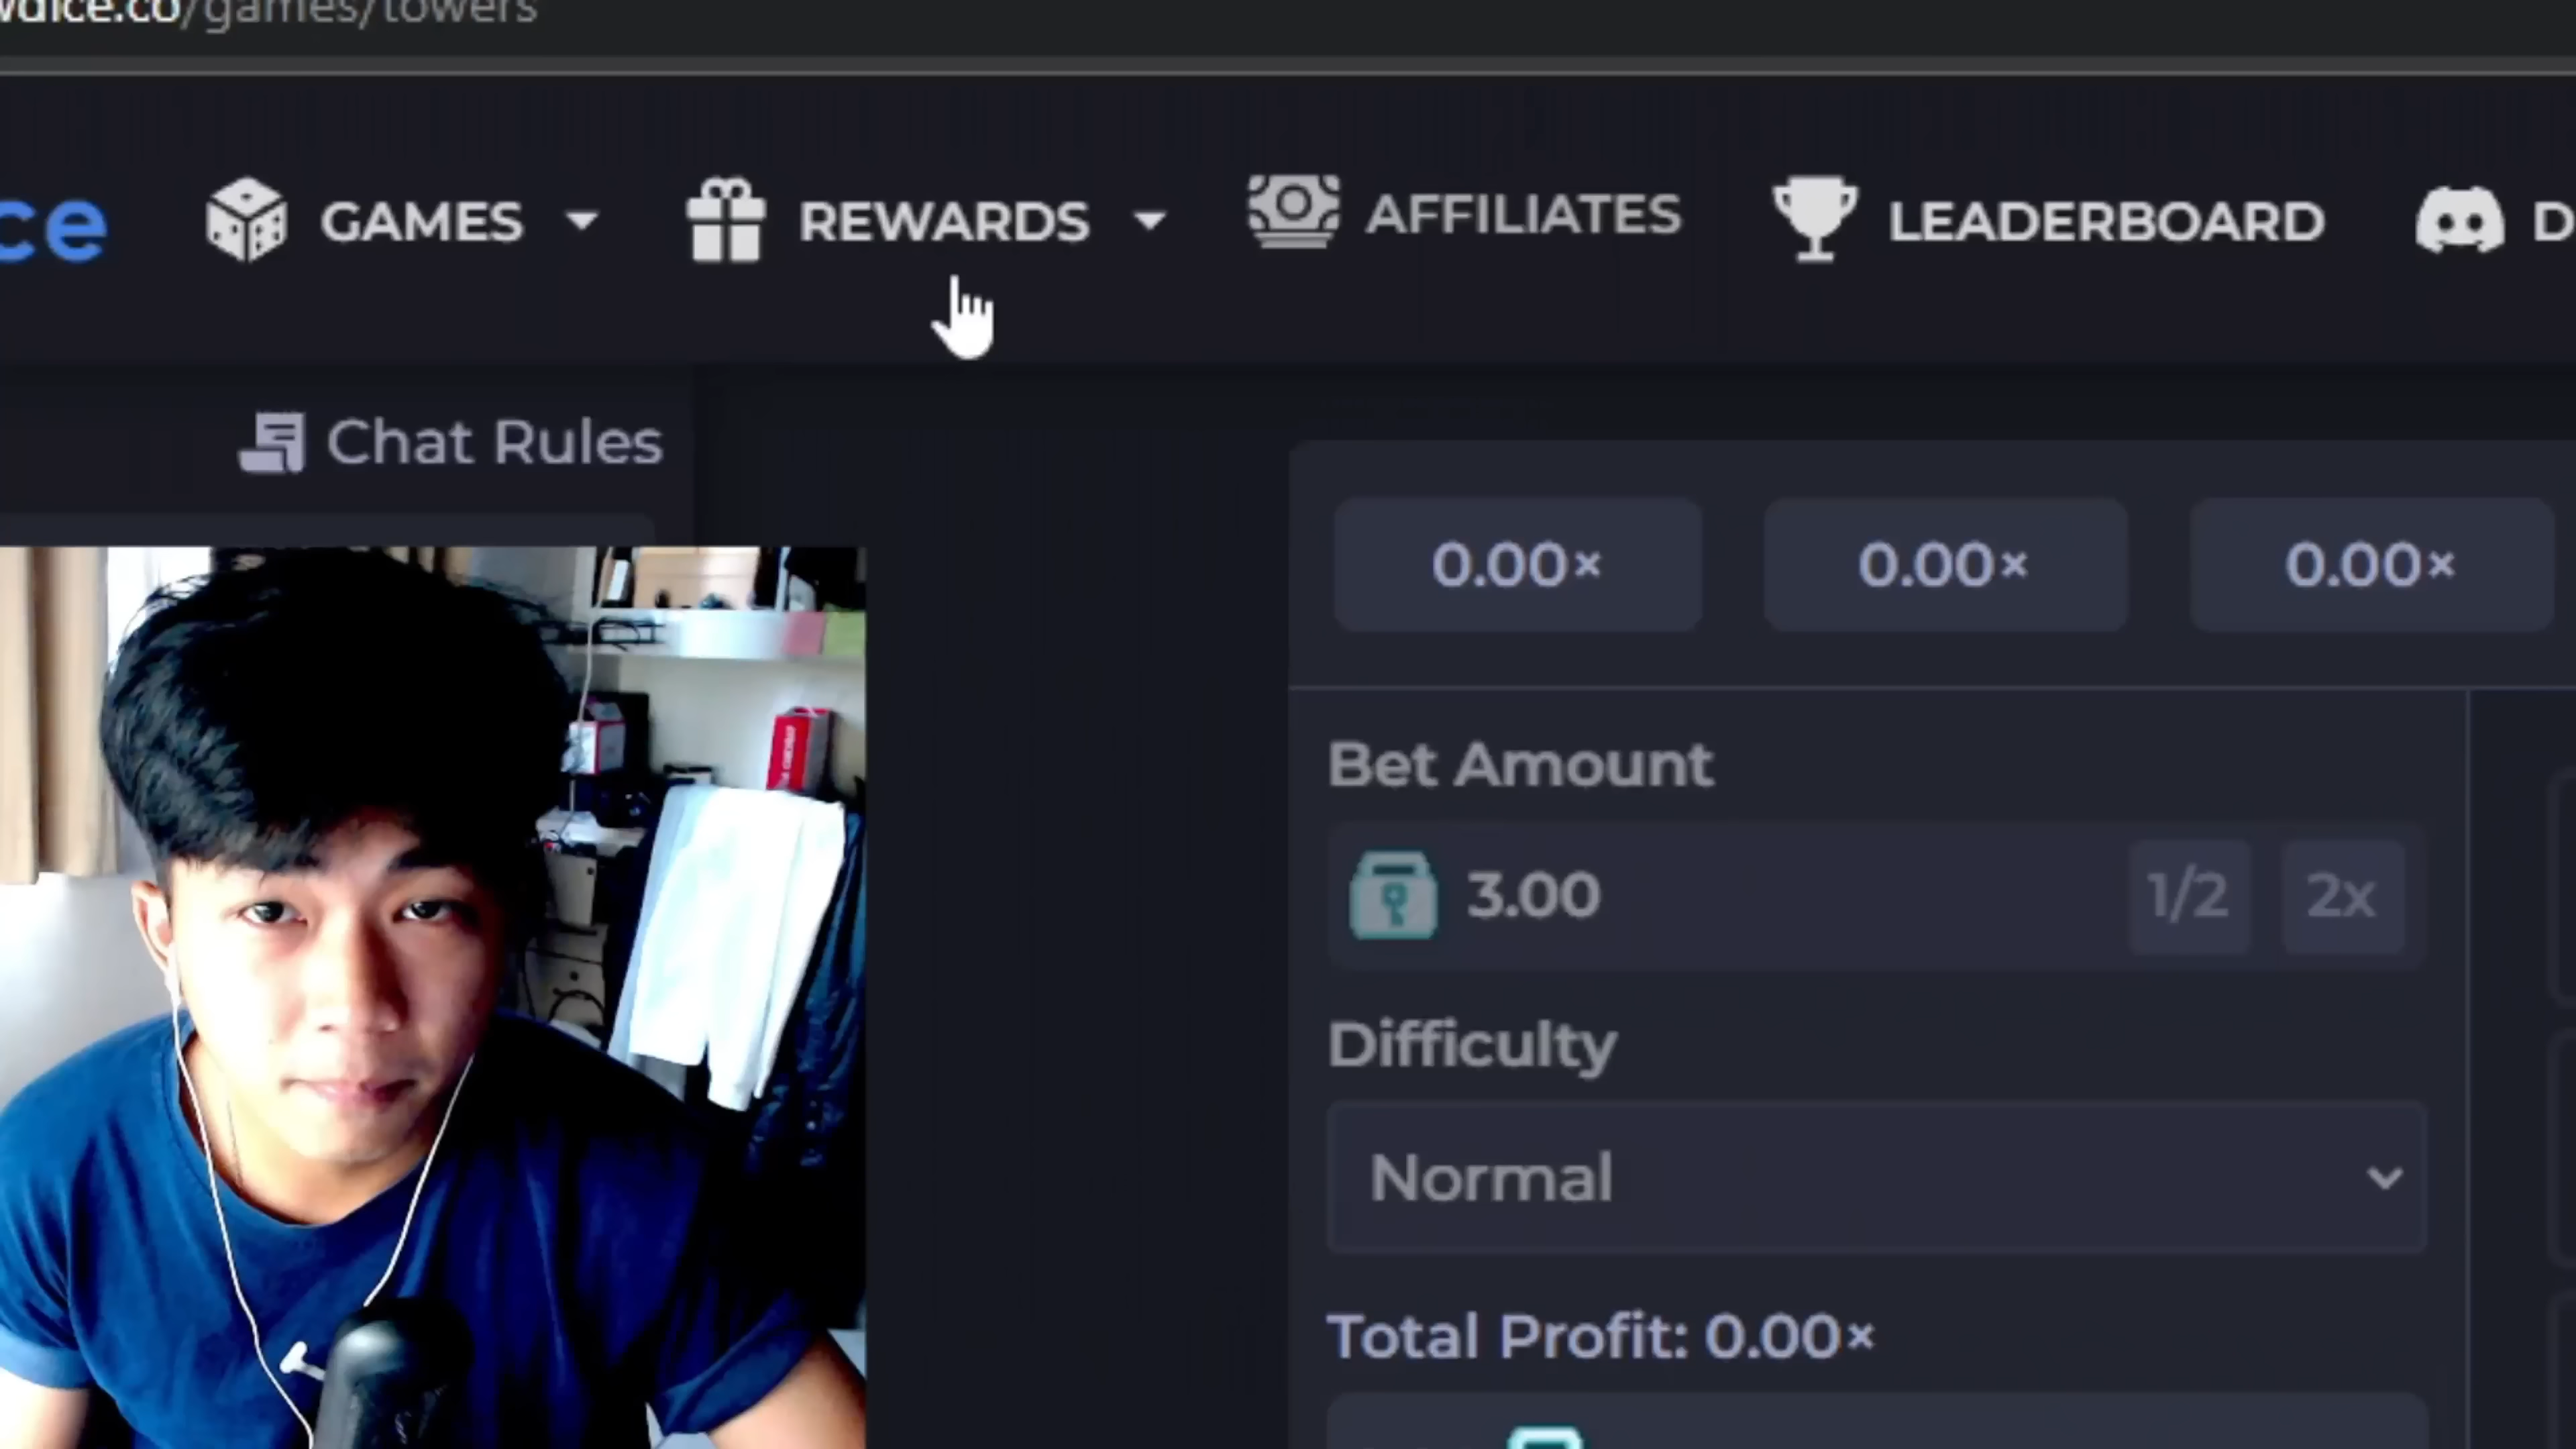 wdice.co/games/towers
ce GAMES REWARDS AFFILIATES LEADERBOARD D
Chat Rules
0.00× 0.00× 0.00×
Bet Amount
3.00 1/2 2x
Difficulty
Normal
Total Profit: 0.00×